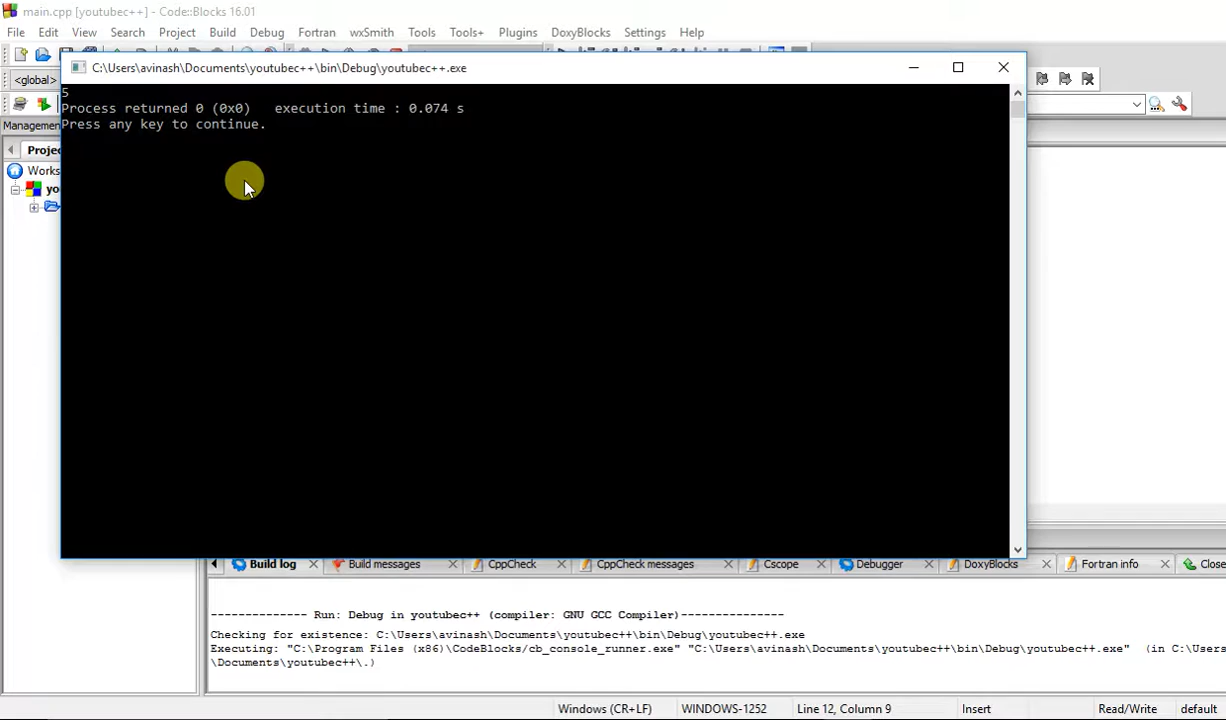 main.cpp [youtubec++] - Code::Blocks 16.01
File Edit View Search Project Build Debug Fortran wxSmith Tools Tools+ Plugins DoxyBlocks Settings Help
<global>
C:\Users\avinash\Documents\youtubec++\bin\Debug\youtubec++.exe
5
Process returned 0 (0x0)   execution time : 0.074 s
Press any key to continue.
Management
Projec
Works
yo
Build log Build messages CppCheck CppCheck messages Cscope Debugger DoxyBlocks Fortran info Close
-------------- Run: Debug in youtubec++ (compiler: GNU GCC Compiler)---------------
Checking for existence: C:\Users\avinash\Documents\youtubec++\bin\Debug\youtubec++.exe
Executing: "C:\Program Files (x86)\CodeBlocks/cb_console_runner.exe" "C:\Users\avinash\Documents\youtubec++\bin\Debug\youtubec++.exe"  (in C:\Users
\Documents\youtubec++\.)
Windows (CR+LF) WINDOWS-1252 Line 12, Column 9 Insert Read/Write default